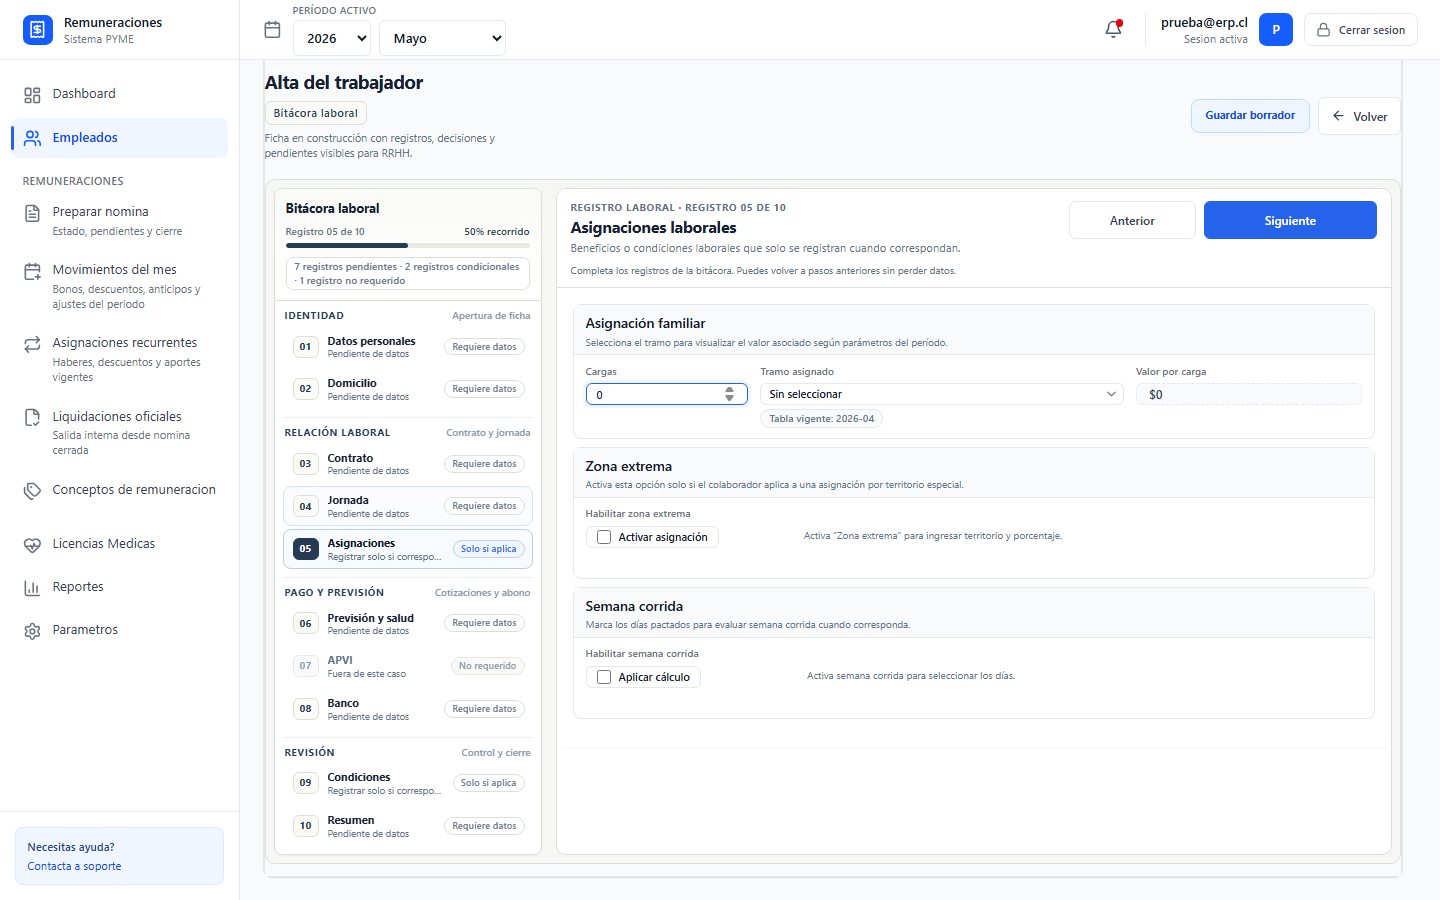 Remuneraciones
Sistema PYME
PERÍODO ACTIVO
2026
Mayo
prueba@erp.cl
Sesion activa
P
Cerrar sesion
Dashboard
Empleados
REMUNERACIONES
Preparar nomina
Estado, pendientes y cierre
Movimientos del mes
Bonos, descuentos, anticipos y
ajustes del periodo
Asignaciones recurrentes
Haberes, descuentos y aportes
vigentes
Liquidaciones oficiales
Salida interna desde nomina
cerrada
Conceptos de remuneracion
Licencias Medicas
Reportes
Parametros
Necesitas ayuda?
Contacta a soporte
Alta del trabajador
Bitácora laboral
Ficha en construcción con registros, decisiones y
pendientes visibles para RRHH.
Guardar borrador
Volver
Bitácora laboral
Registro 05 de 10
50% recorrido
7 registros pendientes · 2 registros condicionales
· 1 registro no requerido
IDENTIDAD
Apertura de ficha
01
Datos personales
Pendiente de datos
Requiere datos
02
Domicilio
Pendiente de datos
Requiere datos
RELACIÓN LABORAL
Contrato y jornada
03
Contrato
Pendiente de datos
Requiere datos
04
Jornada
Pendiente de datos
Requiere datos
05
Asignaciones
Registrar solo si correspo...
Solo si aplica
PAGO Y PREVISIÓN
Cotizaciones y abono
06
Previsión y salud
Pendiente de datos
Requiere datos
07
APVI
Fuera de este caso
No requerido
08
Banco
Pendiente de datos
Requiere datos
REVISIÓN
Control y cierre
09
Condiciones
Registrar solo si correspo...
Solo si aplica
10
Resumen
Pendiente de datos
Requiere datos
REGISTRO LABORAL · REGISTRO 05 DE 10
Asignaciones laborales
Beneficios o condiciones laborales que solo se registran cuando correspondan.
Completa los registros de la bitácora. Puedes volver a pasos anteriores sin perder datos.
Anterior
Siguiente
Asignación familiar
Selecciona el tramo para visualizar el valor asociado según parámetros del período.
Cargas
0
Tramo asignado
Sin seleccionar
Tabla vigente: 2026-04
Valor por carga
$0
Zona extrema
Activa esta opción solo si el colaborador aplica a una asignación por territorio especial.
Habilitar zona extrema
Activar asignación
Activa "Zona extrema" para ingresar territorio y porcentaje.
Semana corrida
Marca los días pactados para evaluar semana corrida cuando corresponda.
Habilitar semana corrida
Aplicar cálculo
Activa semana corrida para seleccionar los días.